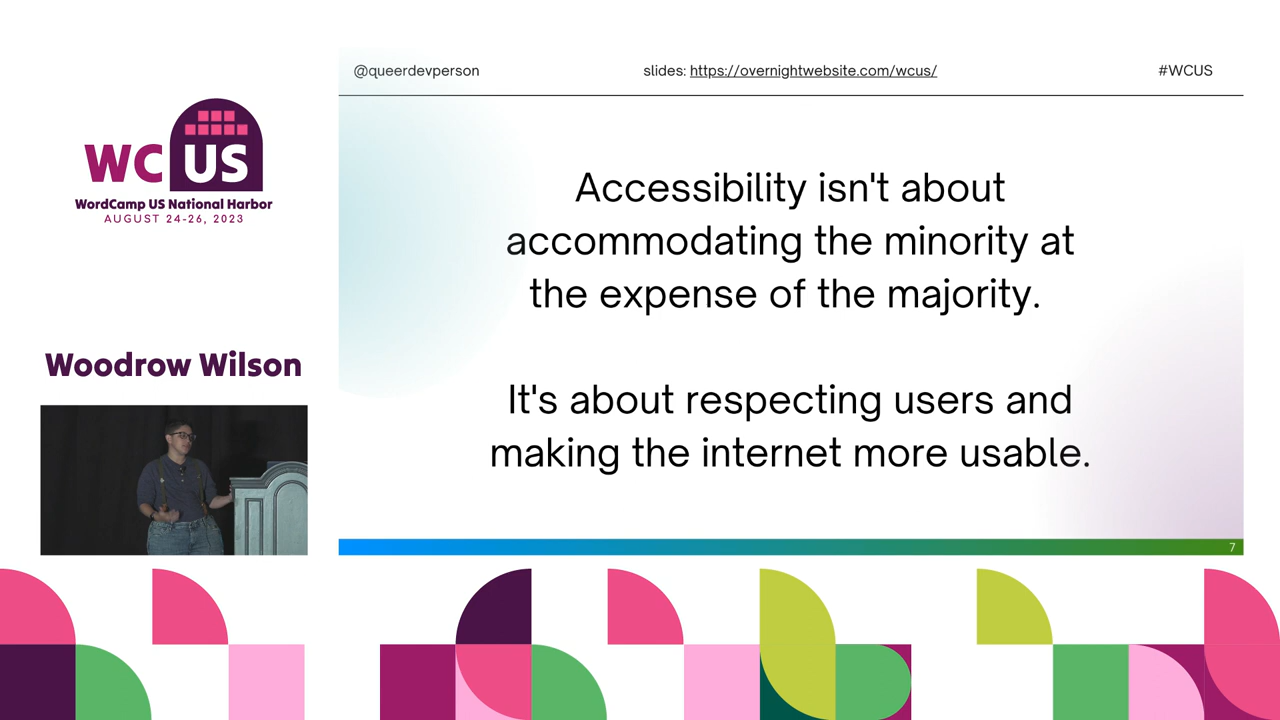 @queerdevperson
slides: https://overnightwebsite.com/wcus/
#WCUS
WC US
WordCamp US National Harbor
AUGUST 24-26, 2023
Accessibility isn't about
accommodating the minority at
the expense of the majority.
It's about respecting users and
making the internet more usable.
Woodrow Wilson
7